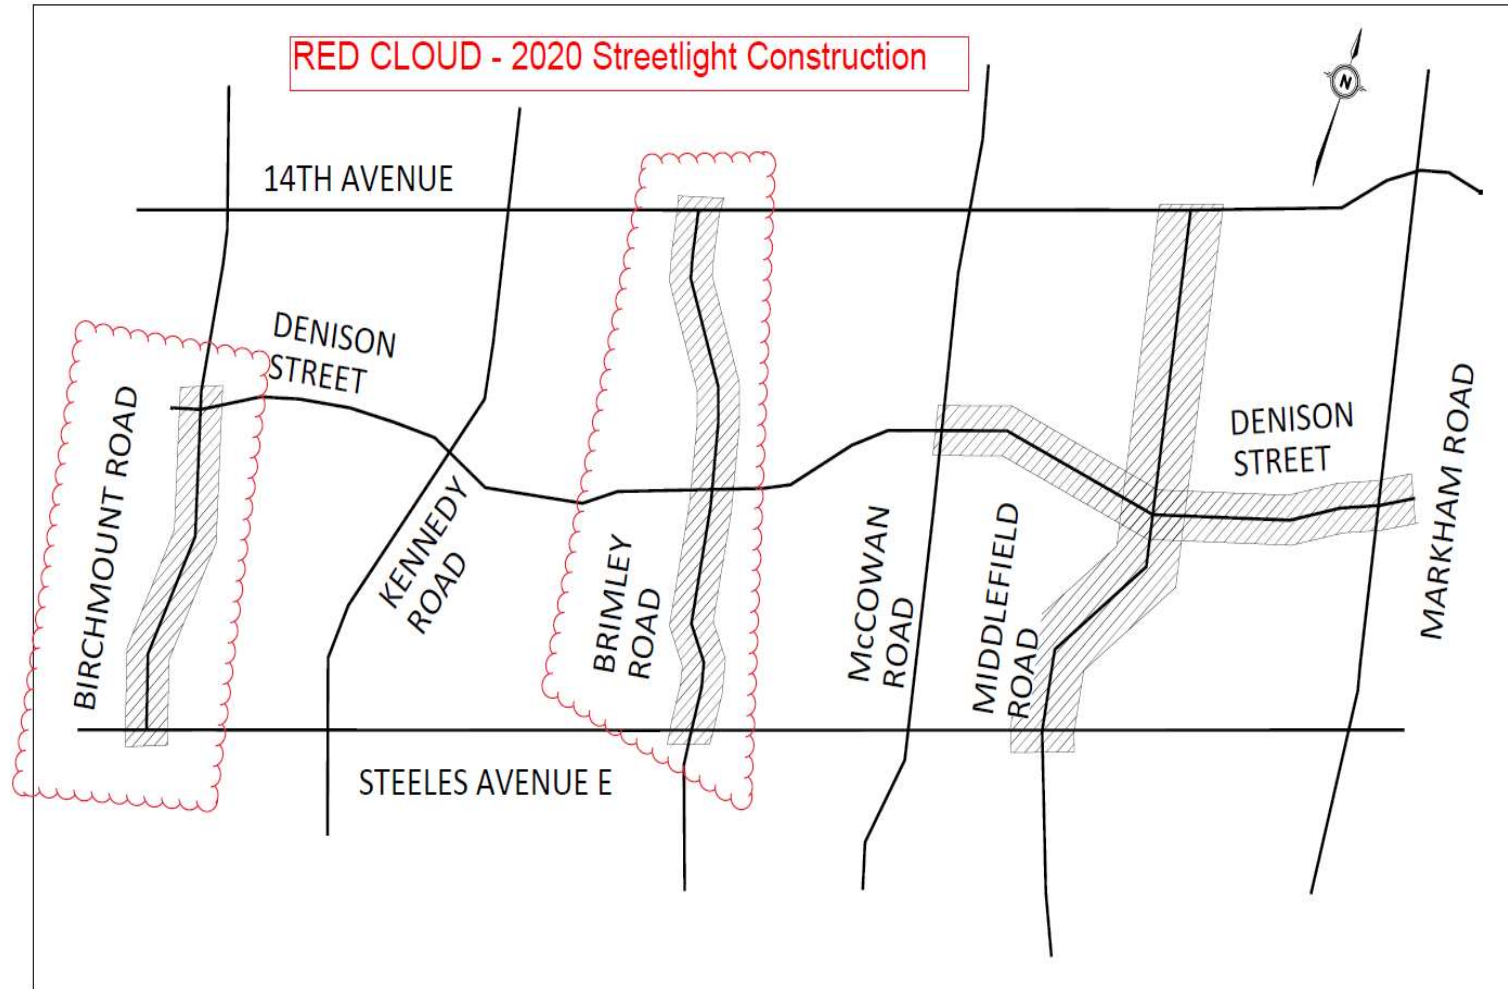 RED CLOUD - 2020 Streetlight Construction
N
14TH AVENUE
DENISON
STREET
BIRCHMOUNT ROAD
KENNEDY
ROAD
BRIMLEY
ROAD
McCOWAN
ROAD
MIDDLEFIELD
ROAD
DENISON
STREET
MARKHAM ROAD
STEELES AVENUE E